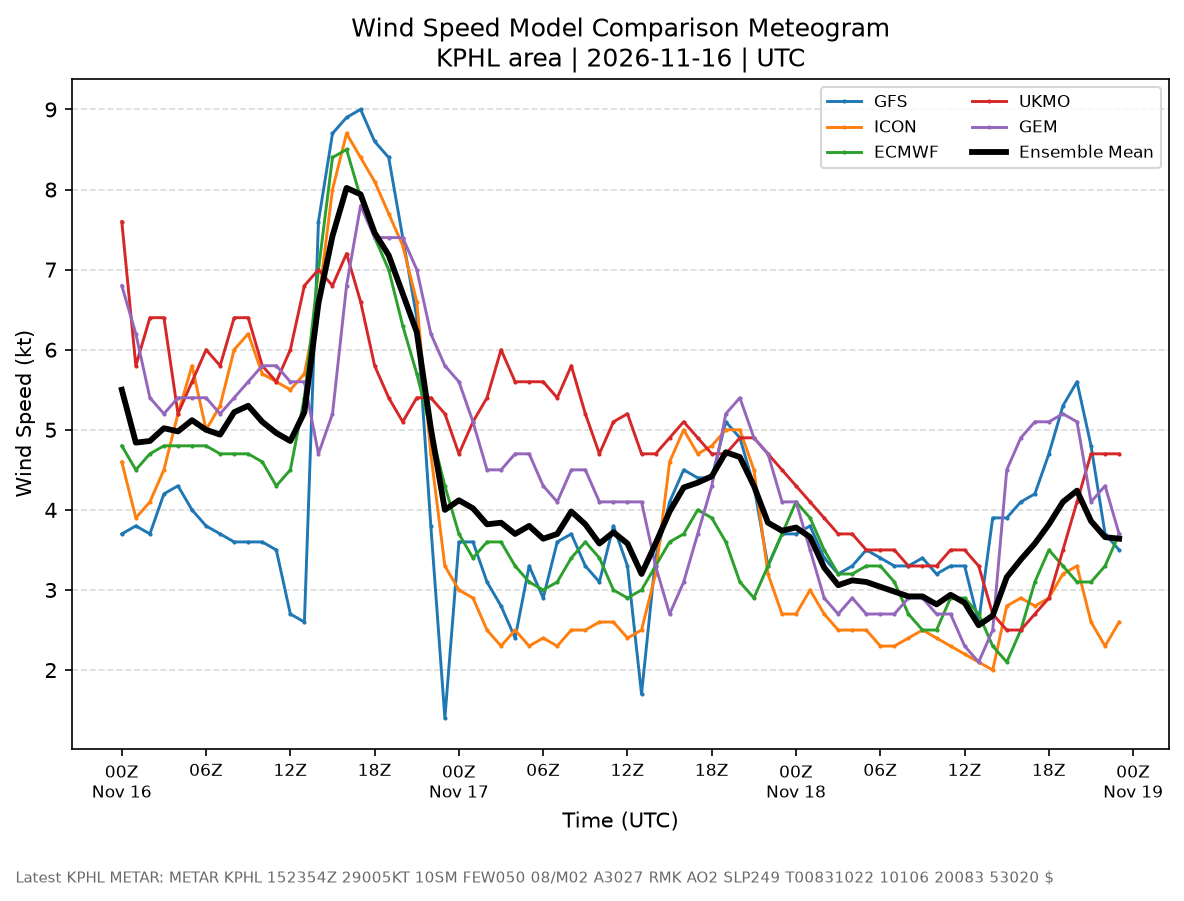 Wind Speed Model Comparison Meteogram
KPHL area | 2026-11-16 | UTC
GFS
ICON
ECMWF
UKMO
GEM
Ensemble Mean
Wind Speed (kt)
9
8
7
6
5
4
3
2
00Z
Nov 16
06Z
12Z
18Z
00Z
Nov 17
06Z
12Z
18Z
00Z
Nov 18
06Z
12Z
18Z
00Z
Nov 19
Time (UTC)
Latest KPHL METAR: METAR KPHL 152354Z 29005KT 10SM FEW050 08/M02 A3027 RMK AO2 SLP249 T00831022 10106 20083 53020 $